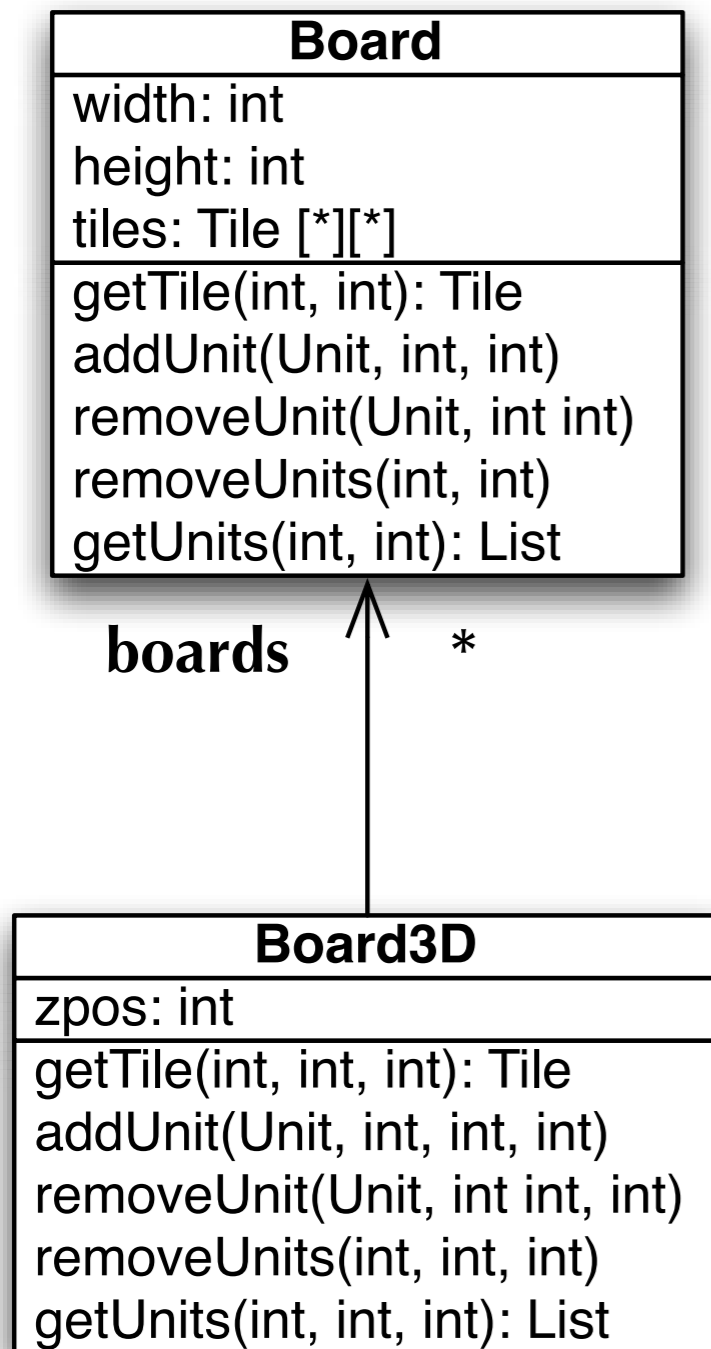 Board
width: int
height: int
tiles: Tile [*][*]
getTile(int, int): Tile
addUnit(Unit, int, int)
removeUnit(Unit, int int)
removeUnits(int, int)
getUnits(int, int): List
boards *
Board3D
zpos: int
getTile(int, int, int): Tile
addUnit(Unit, int, int, int)
removeUnit(Unit, int int, int)
removeUnits(int, int, int)
getUnits(int, int, int): List